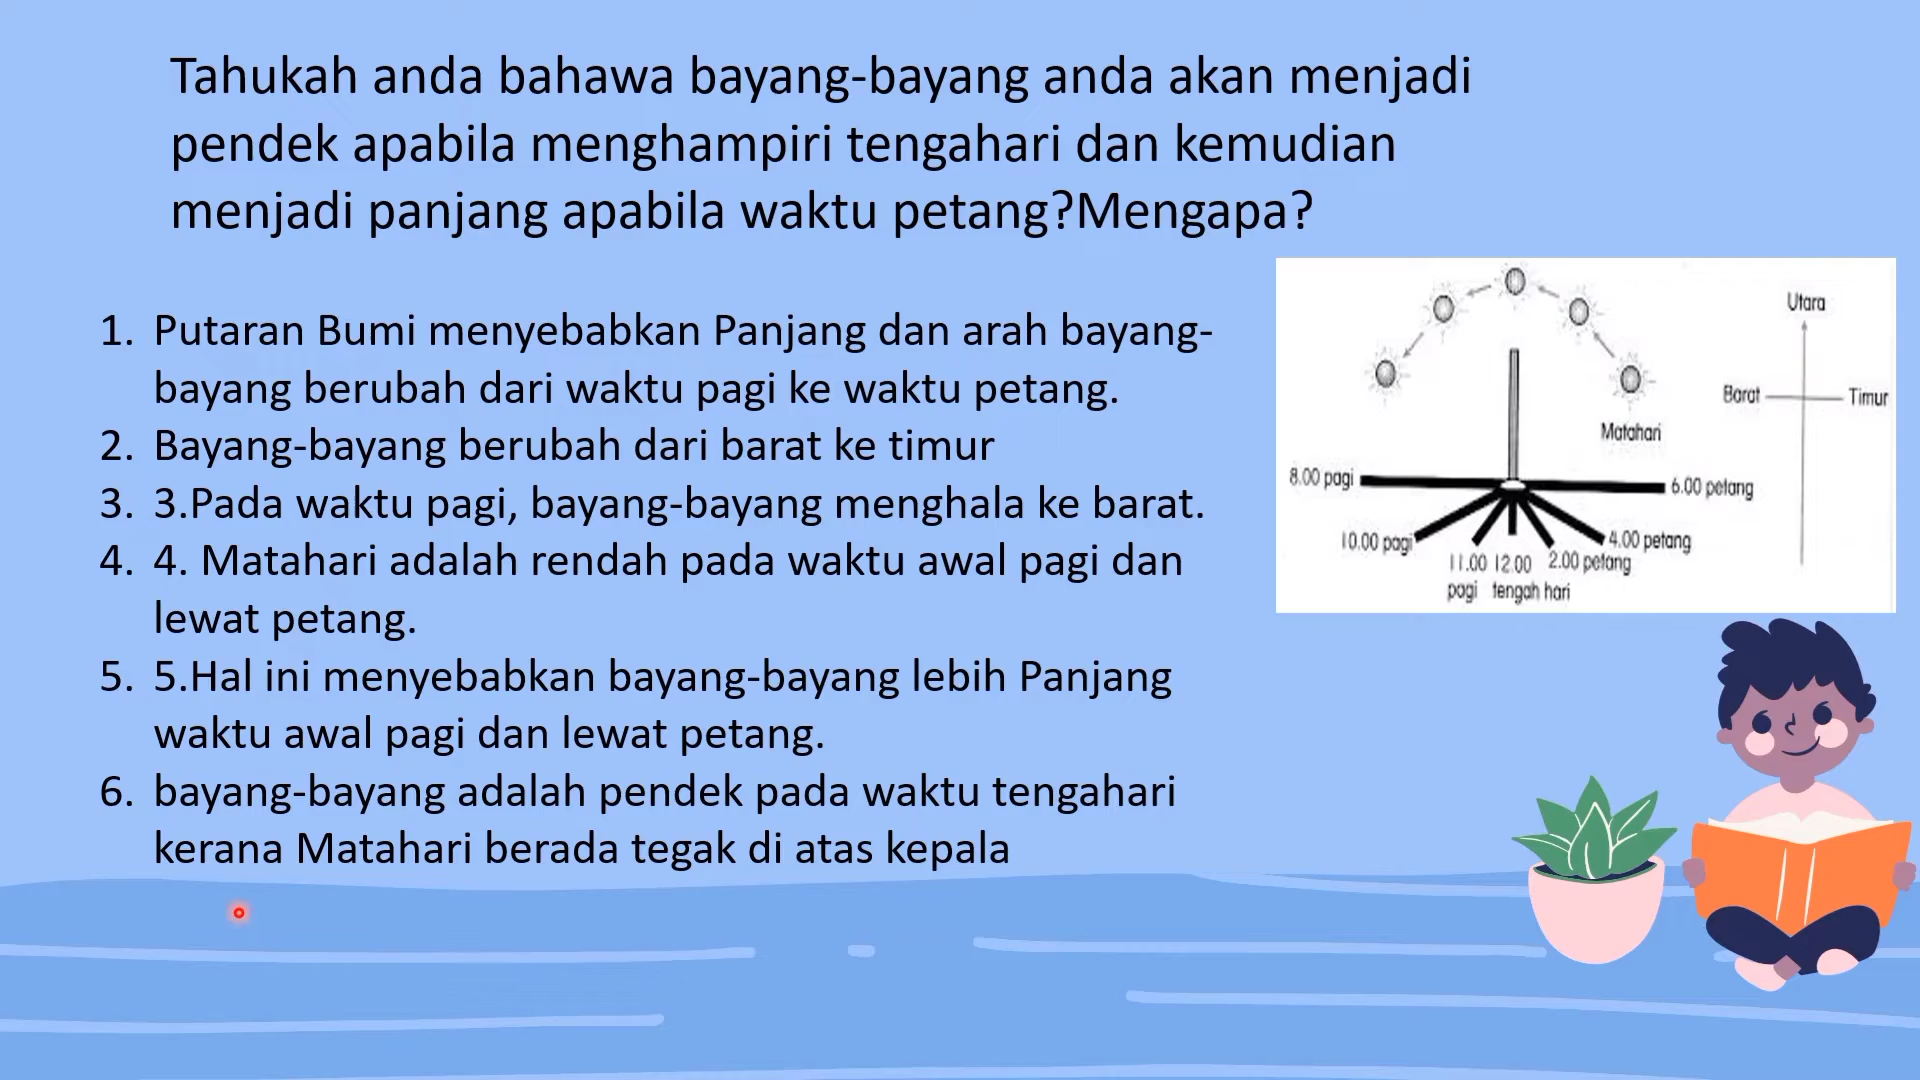 Tahukah anda bahawa bayang-bayang anda akan menjadi
pendek apabila menghampiri tengahari dan kemudian
menjadi panjang apabila waktu petang?Mengapa?
1. Putaran Bumi menyebabkan Panjang dan arah bayang-
bayang berubah dari waktu pagi ke waktu petang.
2. Bayang-bayang berubah dari barat ke timur
3. 3.Pada waktu pagi, bayang-bayang menghala ke barat.
4. 4. Matahari adalah rendah pada waktu awal pagi dan
lewat petang.
5. 5.Hal ini menyebabkan bayang-bayang lebih Panjang
waktu awal pagi dan lewat petang.
6. bayang-bayang adalah pendek pada waktu tengahari
kerana Matahari berada tegak di atas kepala
Utara
Barat
Timur
Matahari
8.00 pagi
6.00 petang
10.00 pagi
4.00 petang
11.00 12.00 2.00 petang
pagi tengah hari